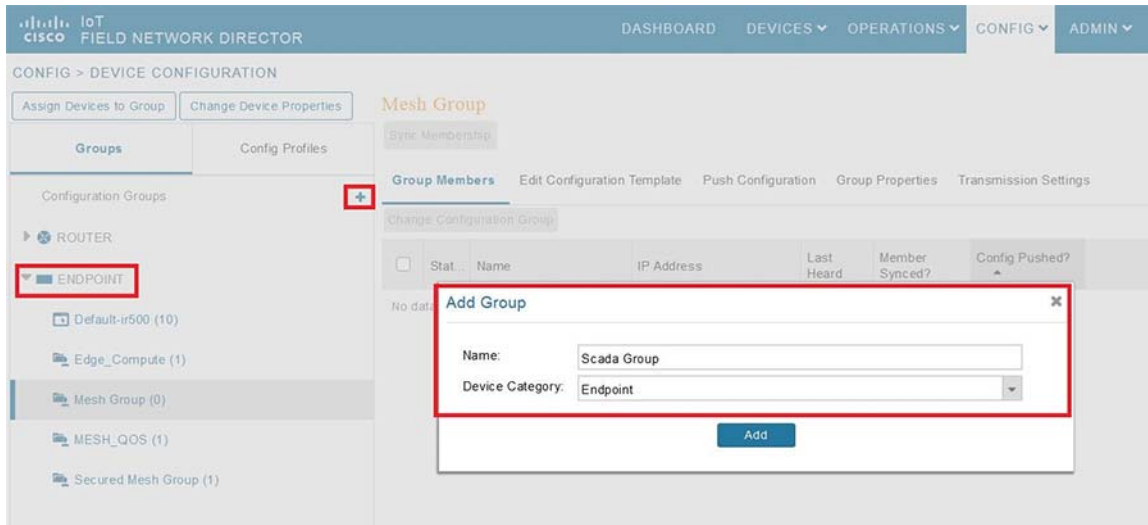 IoT
CISCO FIELD NETWORK DIRECTOR
DASHBOARD DEVICES OPERATIONS CONFIG ADMIN
CONFIG > DEVICE CONFIGURATION
Assign Devices to Group Change Device Properties
Mesh Group
Sync Membership
Groups Config Profiles
Group Members Edit Configuration Template Push Configuration Group Properties Transmission Settings
Configuration Groups +
Change Configuration Group
ROUTER
Stat... Name IP Address Last Heard Member Synced? Config Pushed?
ENDPOINT
No data
Add Group
Default-ir500 (10)
Name: Scada Group
Edge_Compute (1)
Device Category: Endpoint
Mesh Group (0)
Add
MESH_QOS (1)
Secured Mesh Group (1)